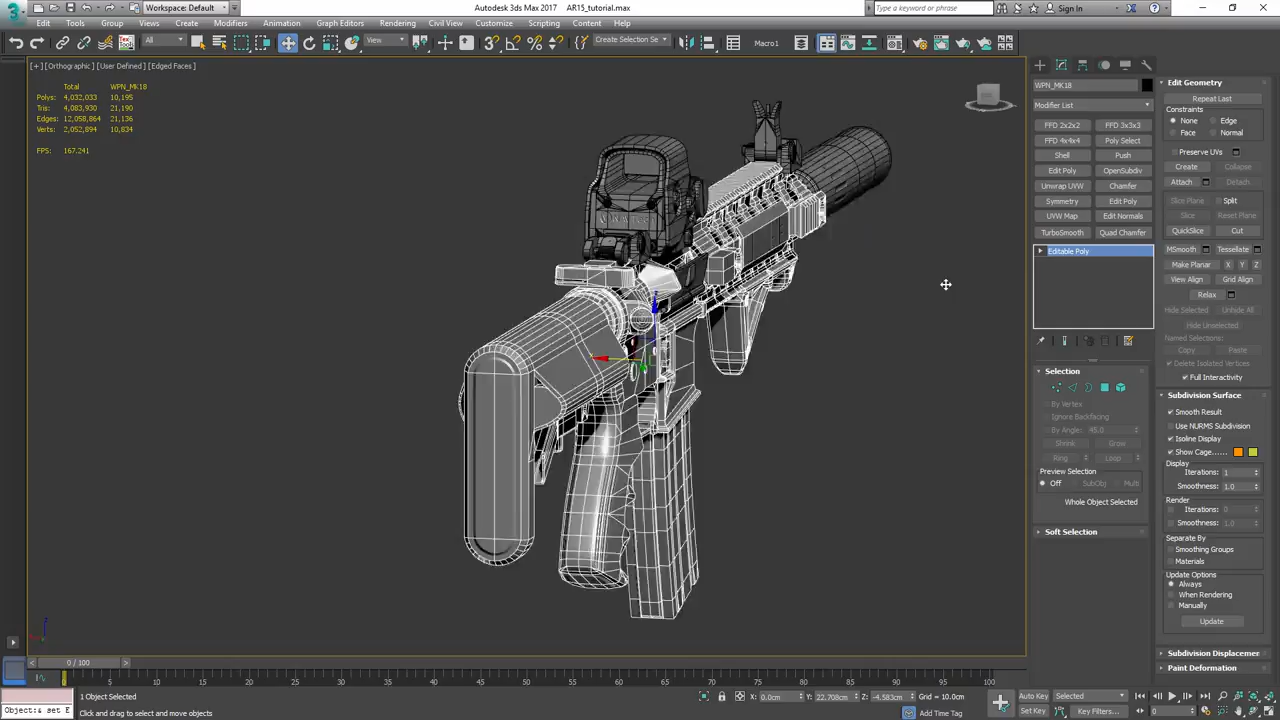 Workspace: Default
Autodesk 3ds Max 2017 AR15_tutorial.max
Type a keyword or phrase
Sign In
Edit Tools Group Views Create Modifiers Animation Graph Editors Rendering Civil View Customize Scripting Content Help
All
View
Create Selection Se
Macro1
[+] [Orthographic] [User Defined] [Edged Faces]
Total WPN_MK18
Polys: 4,032,033 10,195
Tris: 4,083,930 21,190
Edges: 12,058,864 21,136
Verts: 2,052,894 10,834
FPS: 167.241
WPN_MK18
Modifier List
FFD 2x2x2 FFD 3x3x3
FFD 4x4x4 Poly Select
Shell Push
Edit Poly OpenSubdiv
Unwrap UVW Chamfer
Symmetry Edit Poly
UVW Map Edit Normals
TurboSmooth Quad Chamfer
Editable Poly
Selection
By Vertex
Ignore Backfacing
By Angle: 45.0
Shrink Grow
Ring Loop
Preview Selection
Off SubObj Multi
Whole Object Selected
Soft Selection
Edit Geometry
Repeat Last
Constraints
None Edge
Face Normal
Preserve UVs
Create Collapse
Attach Detach
Slice Plane Split
Slice Reset Plane
QuickSlice Cut
MSmooth Tessellate
Make Planar X Y Z
View Align Grid Align
Relax
Hide Selected Unhide All
Hide Unselected
Named Selections:
Copy Paste
Delete Isolated Vertices
Full Interactivity
Subdivision Surface
Smooth Result
Use NURMS Subdivision
Isoline Display
Show Cage......
Display
Iterations: 1
Smoothness: 1.0
Render
Iterations: 0
Smoothness: 1.0
Separate By
Smoothing Groups
Materials
Update Options
Always
When Rendering
Manually
Update
Subdivision Displacemer
Paint Deformation
0 / 100
0 5 10 15 20 25 30 35 40 45 50 55 60 65 70 75 80 85 90 95 100
1 Object Selected
X: 0.0cm Y: 22.708cm Z: -4.583cm Grid = 10.0cm
Auto Key Selected
Object:& set E
Click and drag to select and move objects
Add Time Tag
Set Key Key Filters... 0